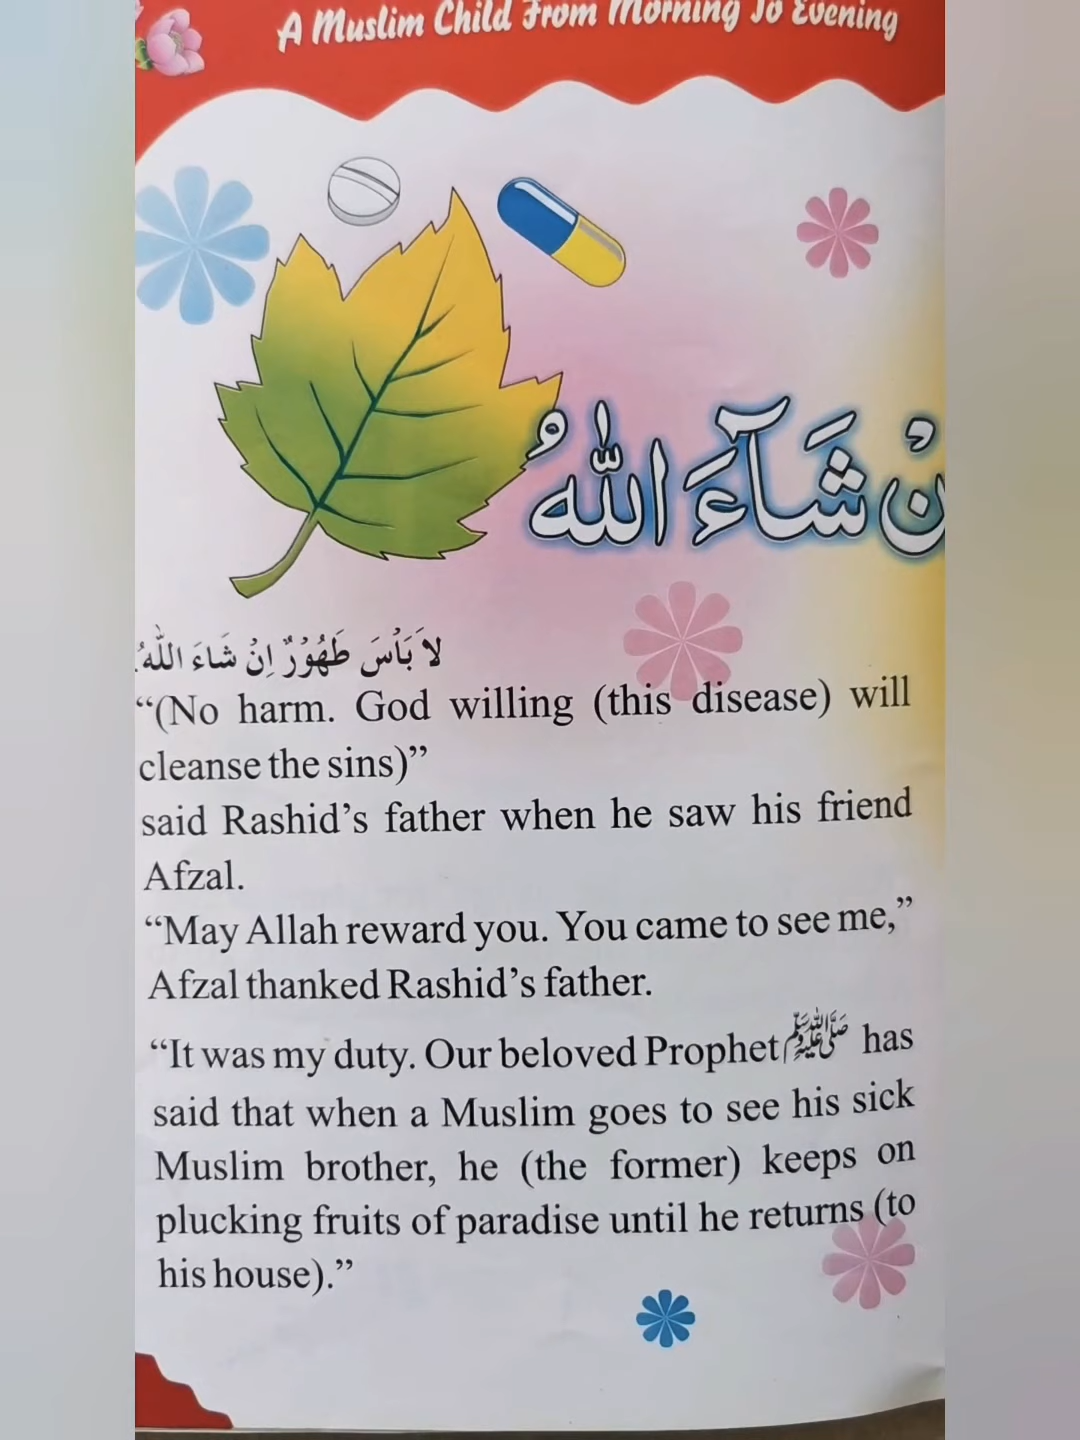 A Muslim Child From Morning To Evening
شَآءَ اللّٰهُ
لَا بَأْسَ طَهُوْرٌ اِنْ شَاءَ اللّٰهُ.
“(No harm. God willing (this disease) will
cleanse the sins)”
said Rashid’s father when he saw his friend
Afzal.
“May Allah reward you. You came to see me,”
Afzal thanked Rashid’s father.
“It was my duty. Our beloved Prophet ﷺ has
said that when a Muslim goes to see his sick
Muslim brother, he (the former) keeps on
plucking fruits of paradise until he returns (to
his house).”